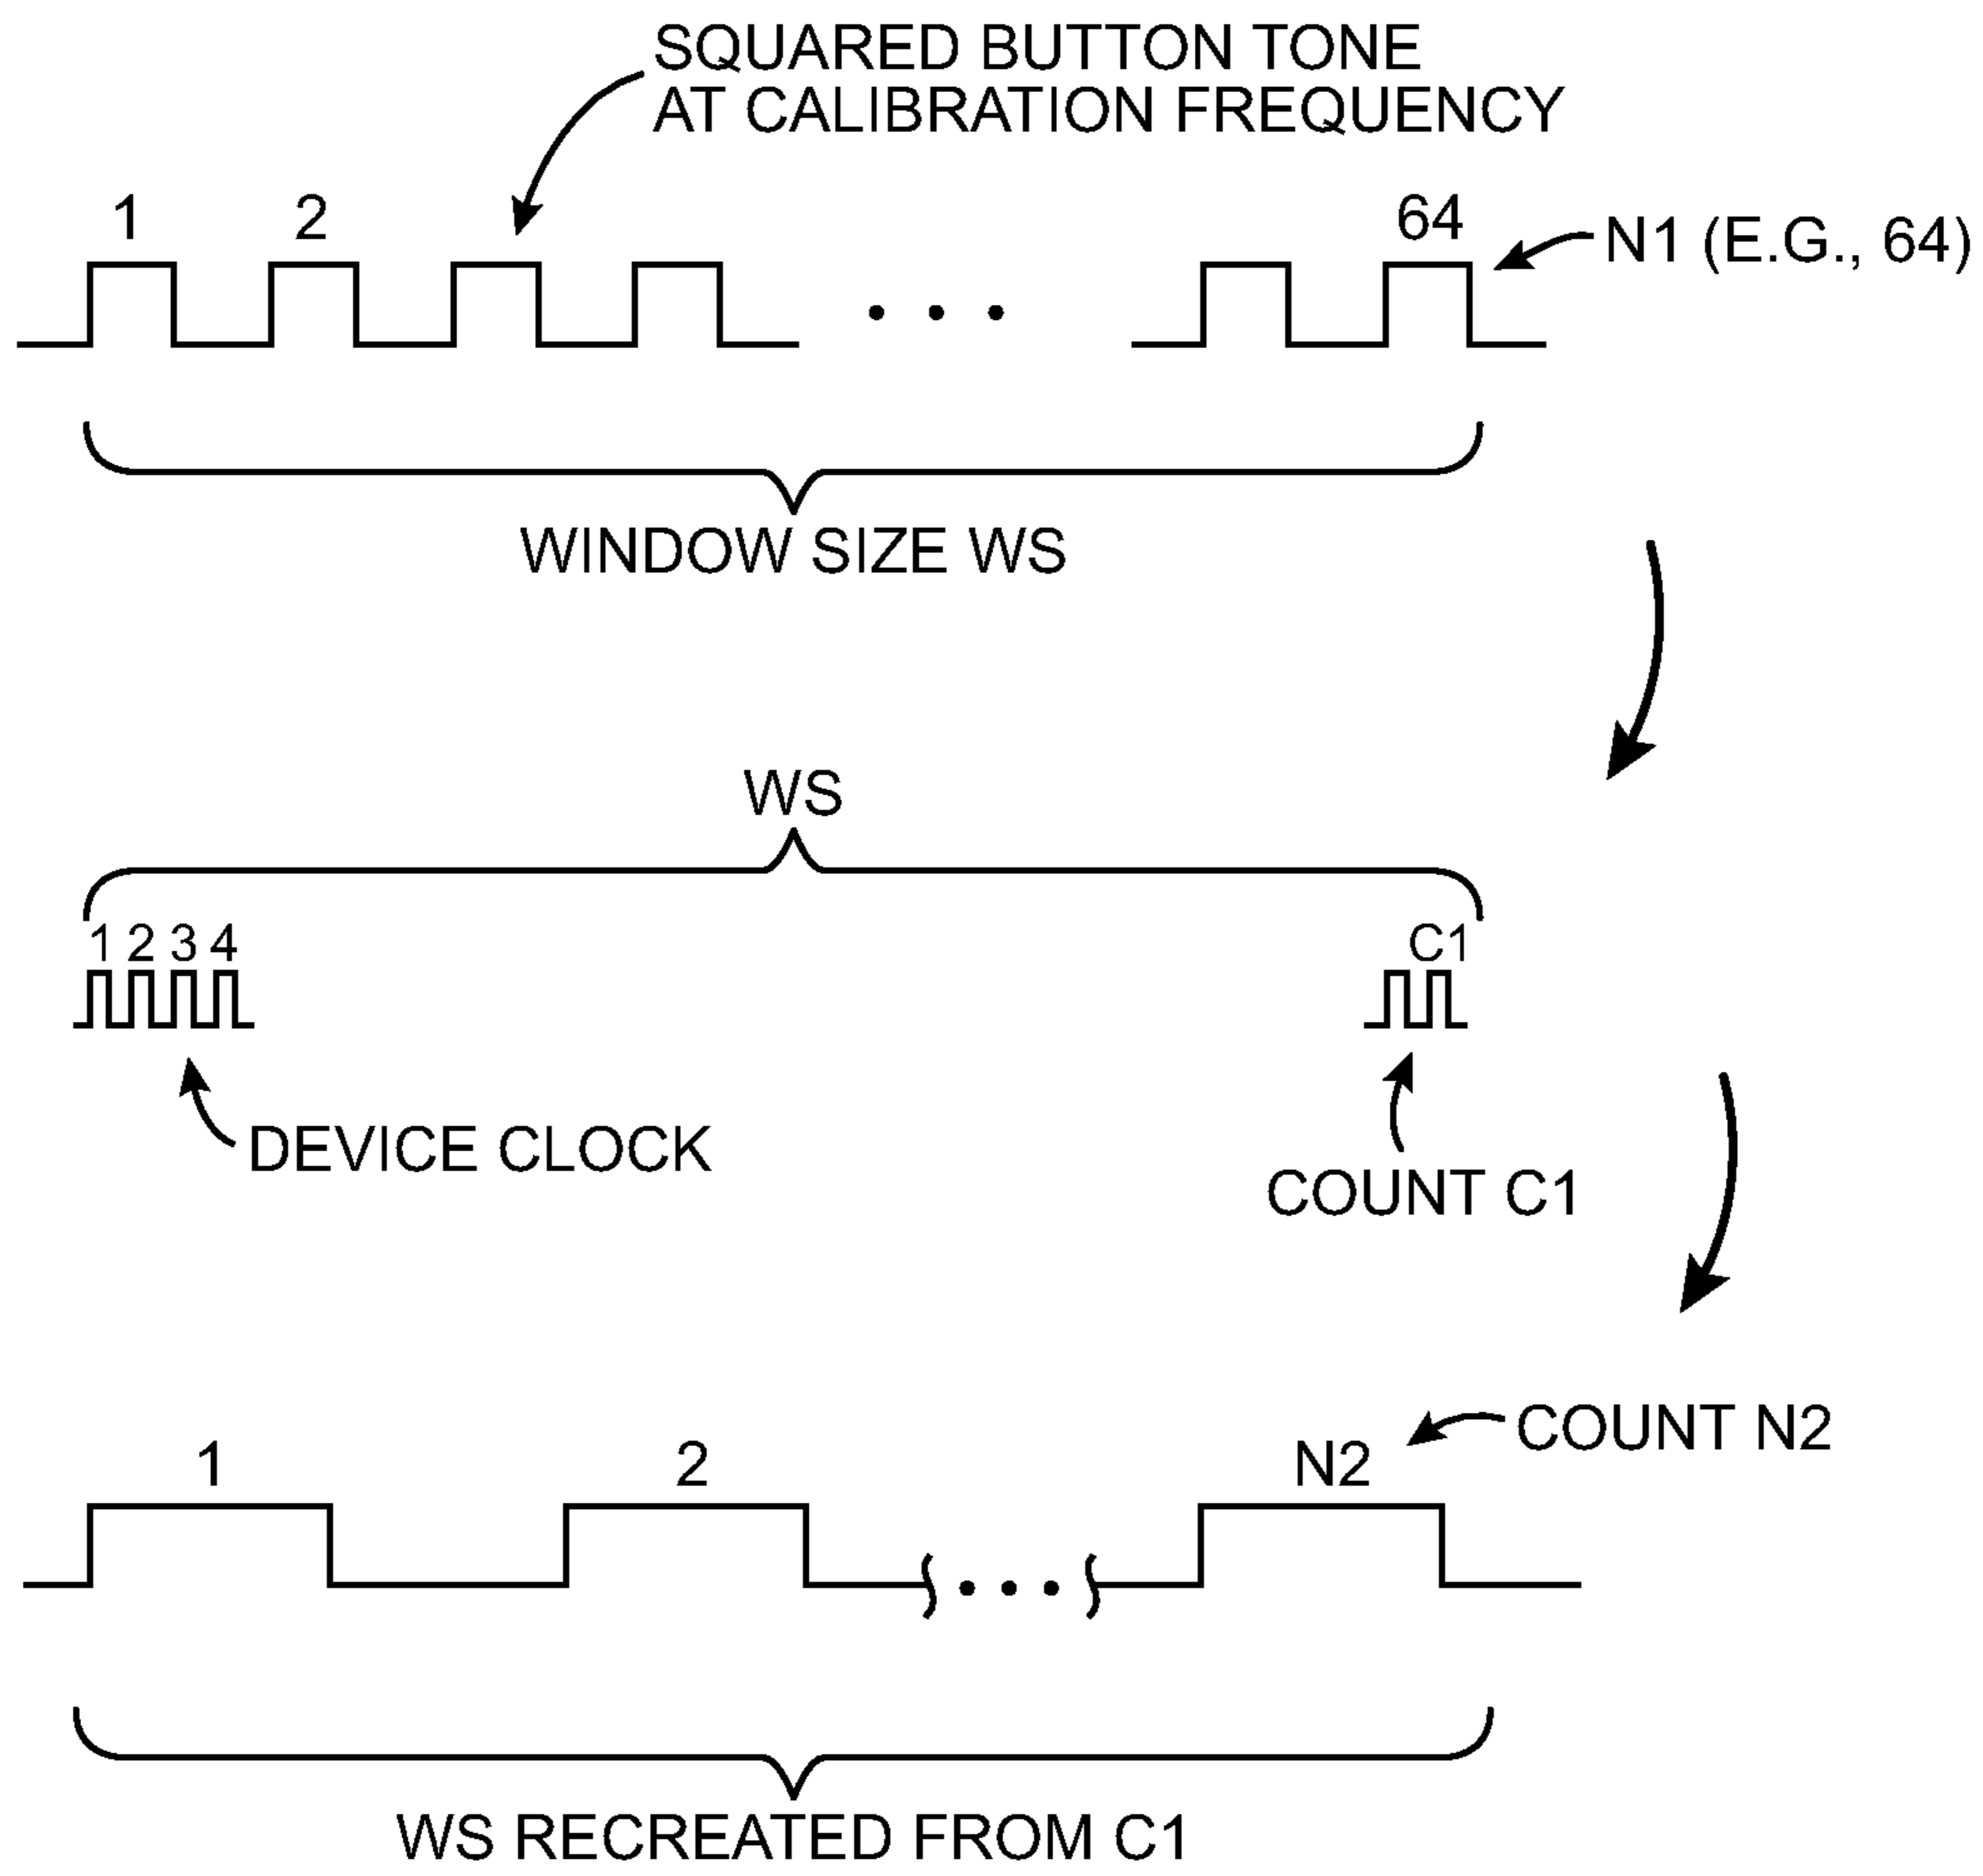 SQUARED BUTTON TONE
AT CALIBRATION FREQUENCY
1 2 64
N1 (E.G., 64)
WINDOW SIZE WS
WS
1 2 3 4 C1
DEVICE CLOCK
COUNT C1
COUNT N2
1 2 N2
WS RECREATED FROM C1